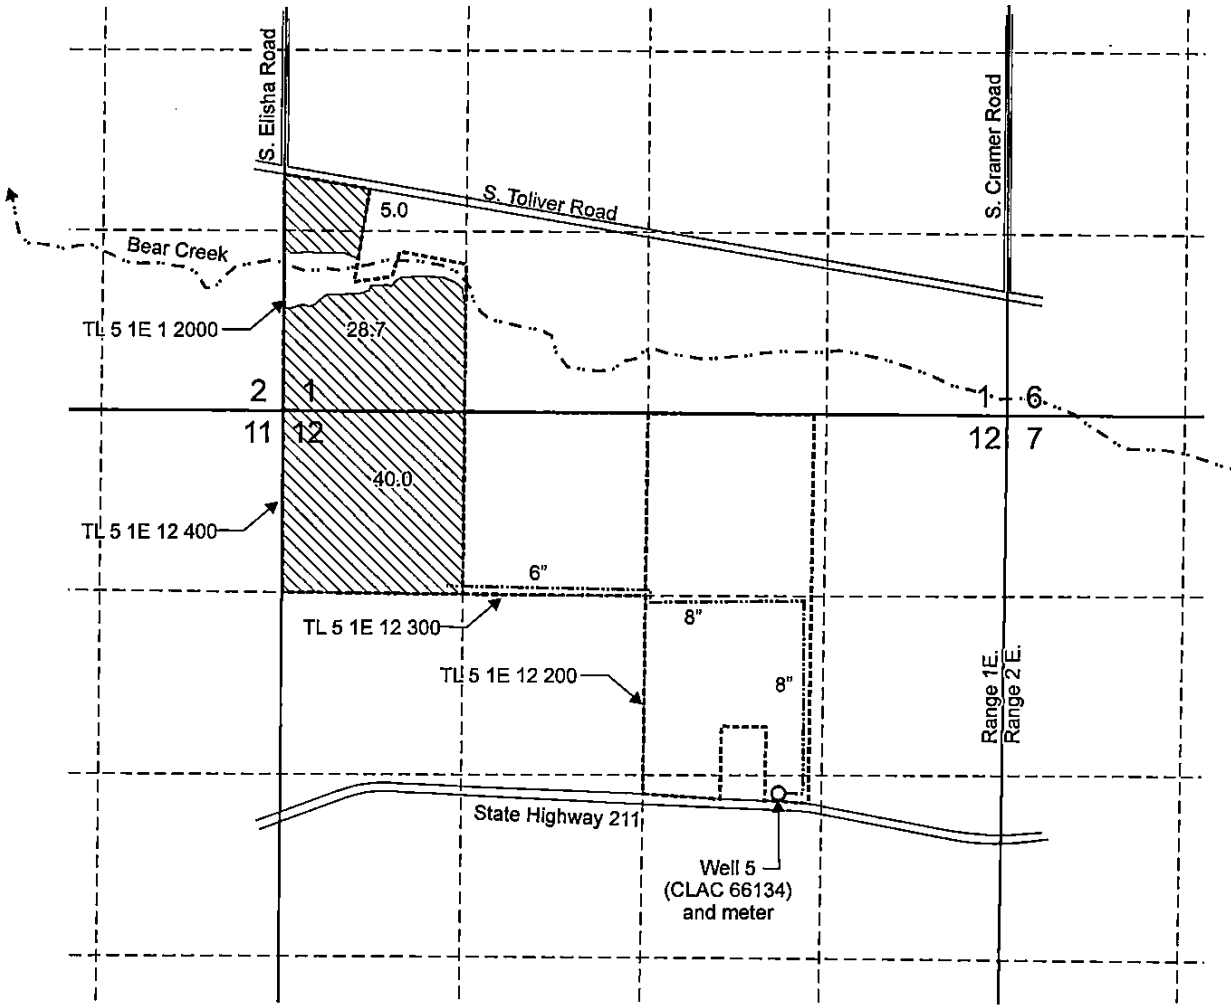 S. Elisha Road
S. Cramer Road
S. Toliver Road
5.0
Bear Creek
TL 5 1E 1 2000
28.7
2 1
1 6
11 12
12 7
40.0
TL 5 1E 12 400
6"
TL 5 1E 12 300
8"
TL 5 1E 12 200
8"
Range 1E.
Range 2 E.
State Highway 211
Well 5
(CLAC 66134)
and meter